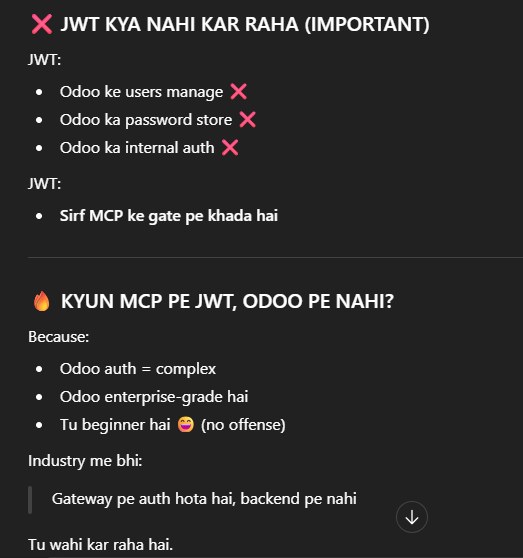 ❌ JWT KYA NAHI KAR RAHA (IMPORTANT)
JWT:
• Odoo ke users manage ❌
• Odoo ka password store ❌
• Odoo ka internal auth ❌
JWT:
• Sirf MCP ke gate pe khada hai
🔥 KYUN MCP PE JWT, ODOO PE NAHI?
Because:
• Odoo auth = complex
• Odoo enterprise-grade hai
• Tu beginner hai 😄 (no offense)
Industry me bhi:
Gateway pe auth hota hai, backend pe nahi
Tu wahi kar raha hai.